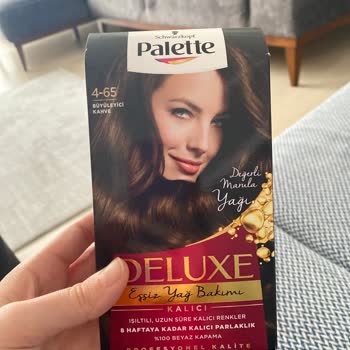 Schwarzkopf
Palette
4-65
BÜYÜLEYİCİ
KAHVE
Değerli
Marula
Yağı
DELUXE
Eşsiz Yağ Bakımı
KALICI
IŞILTILI, UZUN SÜRE KALICI RENKLER
8 HAFTAYA KADAR KALICI PARLAKLIK
%100 BEYAZ KAPAMA
PROFESYONEL KALİTE